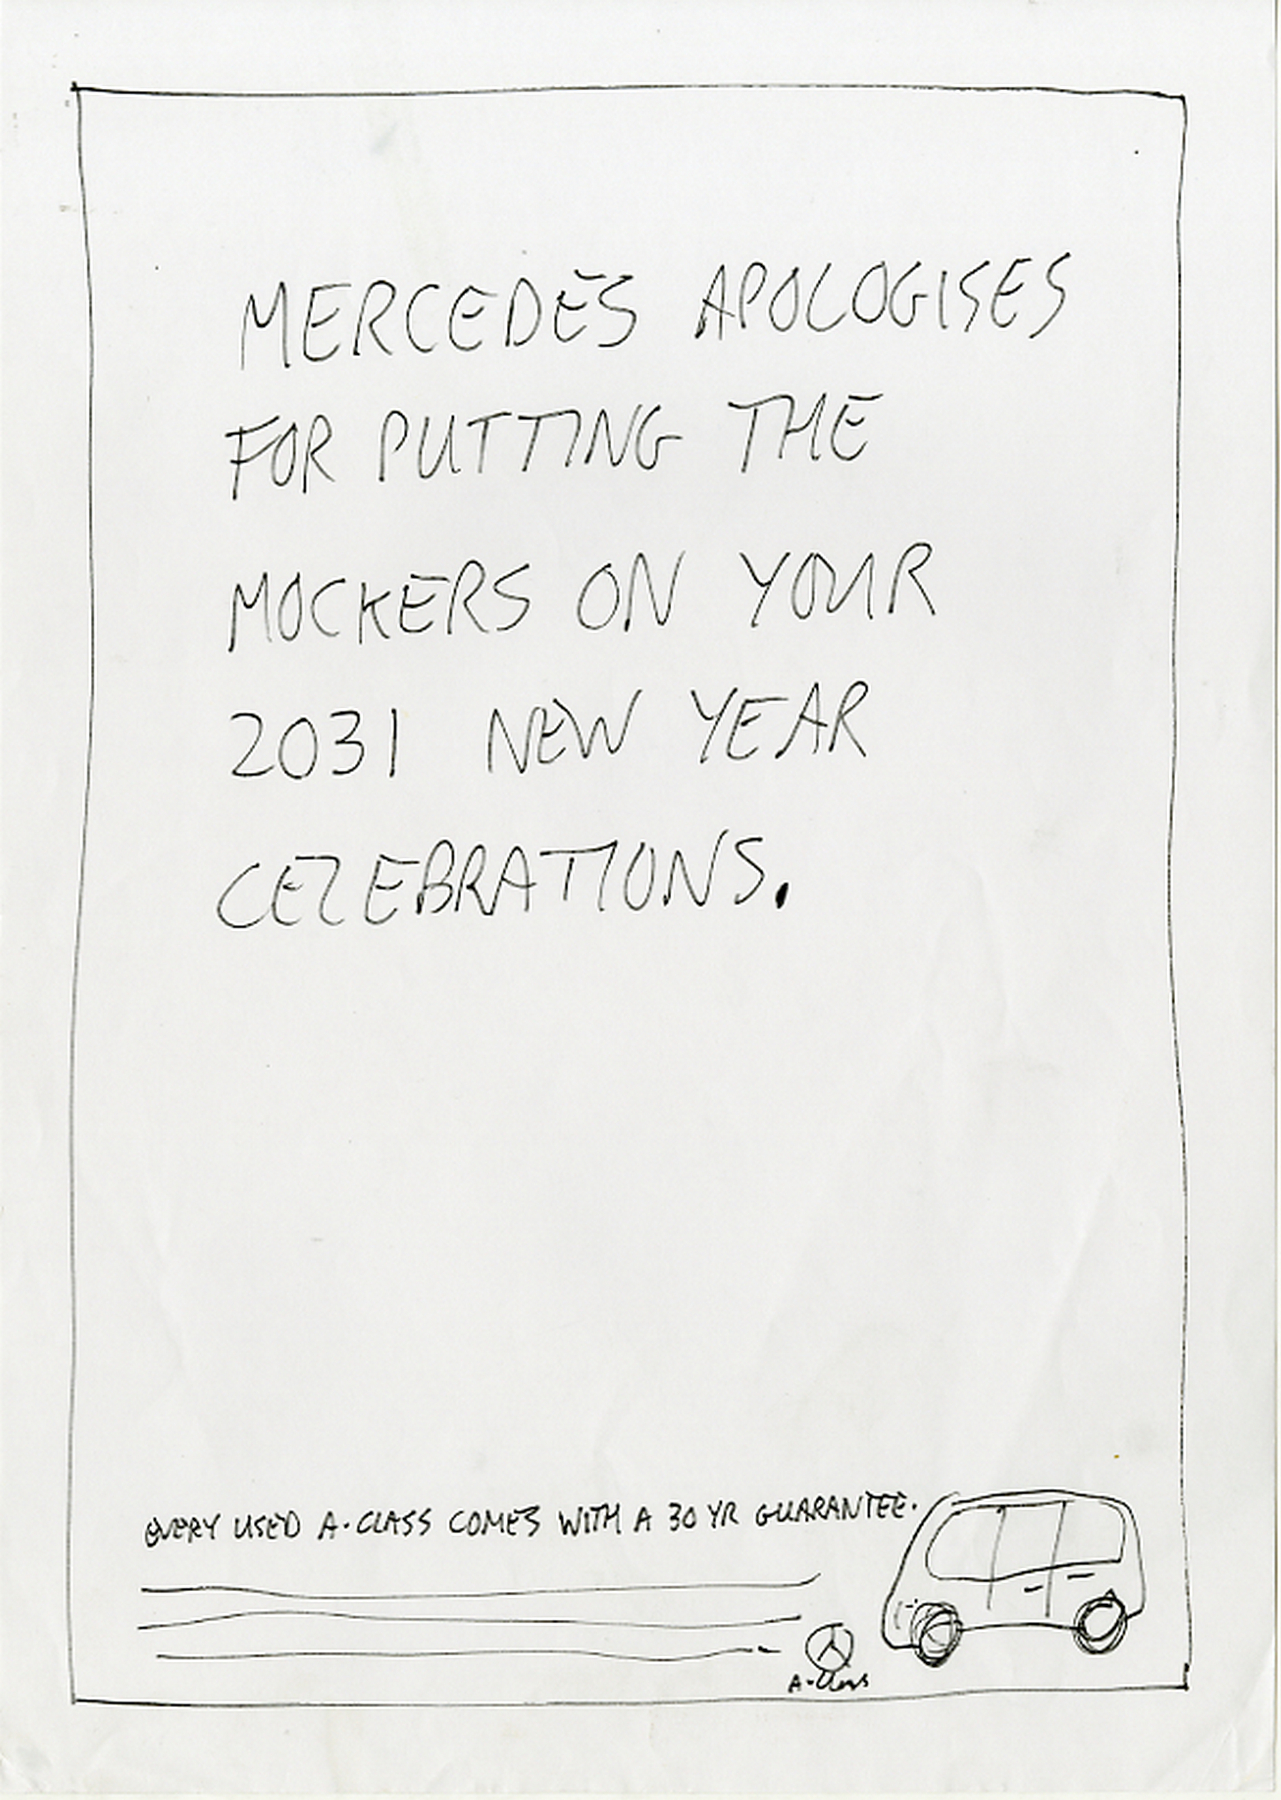 MERCEDES APOLOGISES
FOR PUTTING THE
MOCKERS ON YOUR
2031 NEW YEAR
CELEBRATIONS.
EVERY USED A-CLASS COMES WITH A 30 YR GUARANTEE.
A-Class